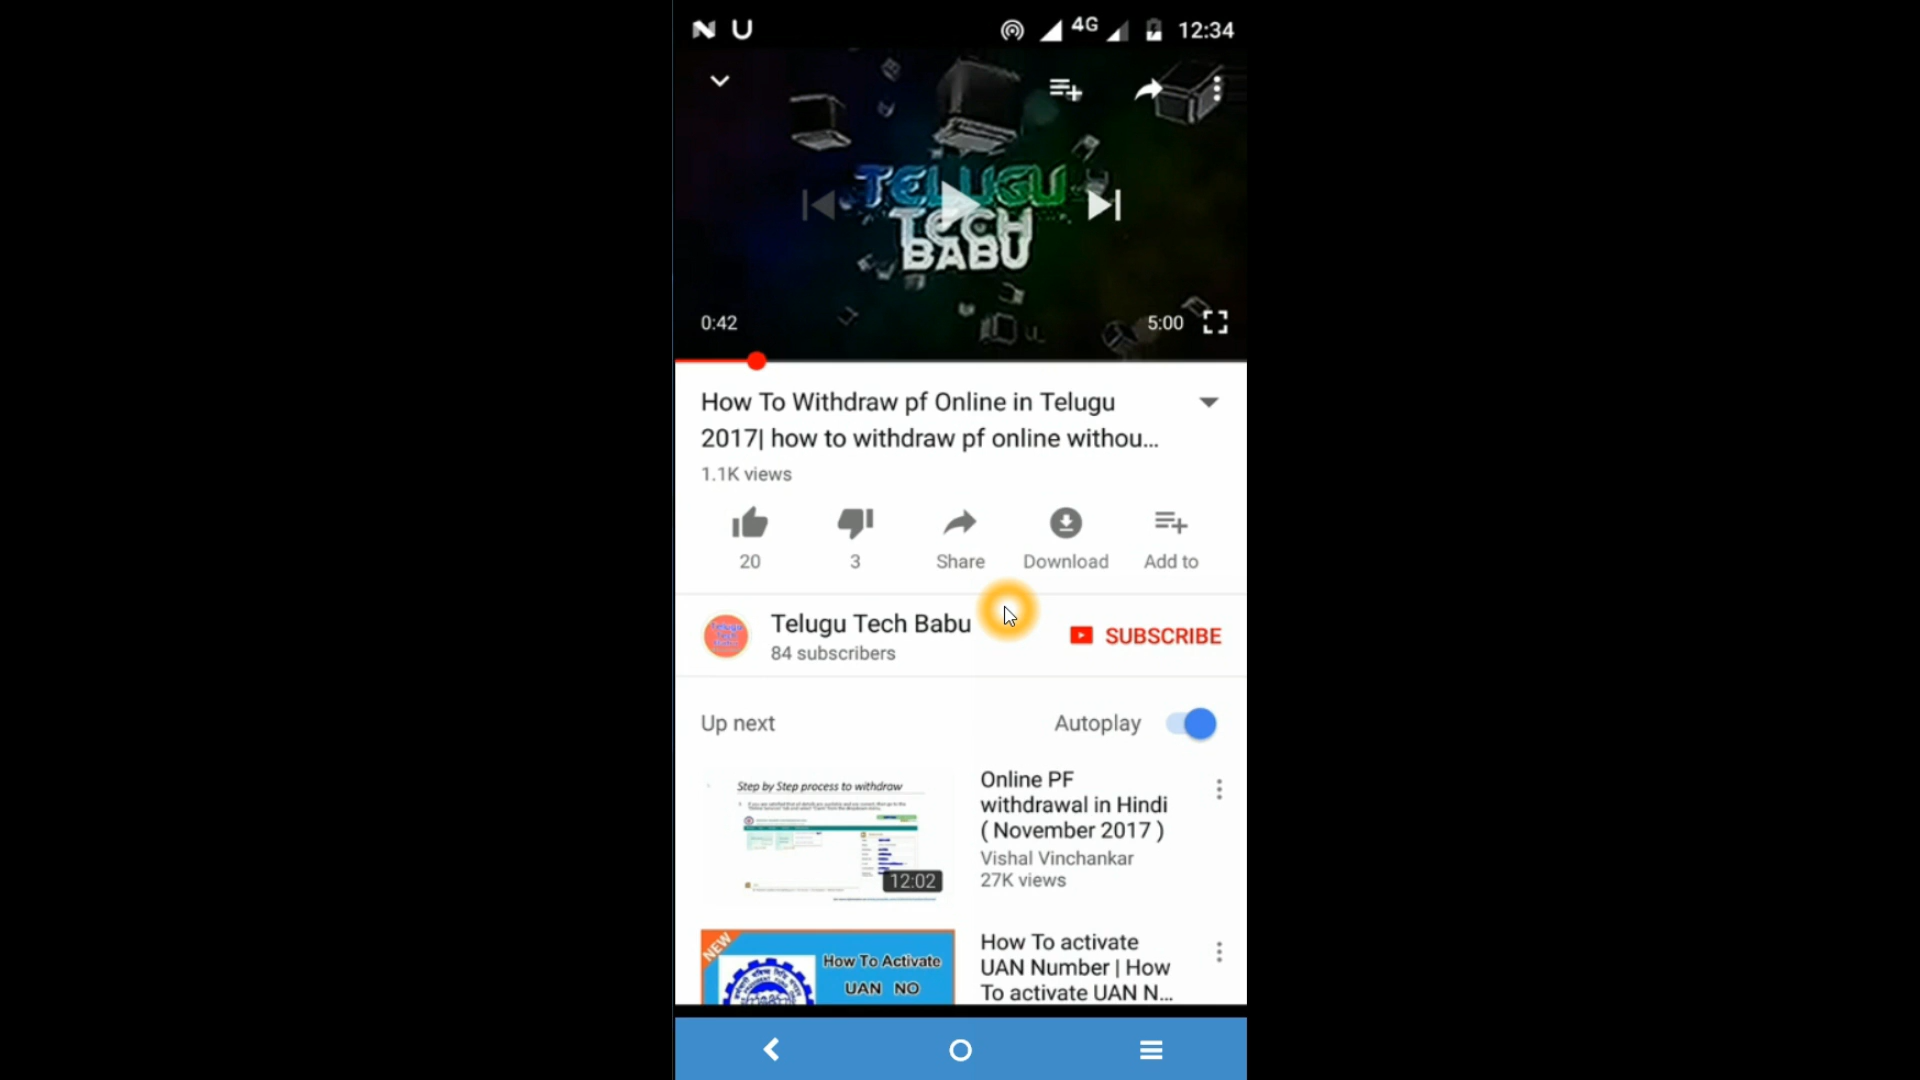 12:34
4G
TELUGU
TECH
BABU
0:42
5:00
How To Withdraw pf Online in Telugu
2017| how to withdraw pf online withou...
1.1K views
20
3
Share
Download
Add to
Telugu Tech Babu
84 subscribers
SUBSCRIBE
Up next
Autoplay
Step by Step process to withdraw
12:02
Online PF
withdrawal in Hindi
( November 2017 )
Vishal Vinchankar
27K views
NEW
How To Activate
UAN NO
How To activate
UAN Number | How
To activate UAN N...